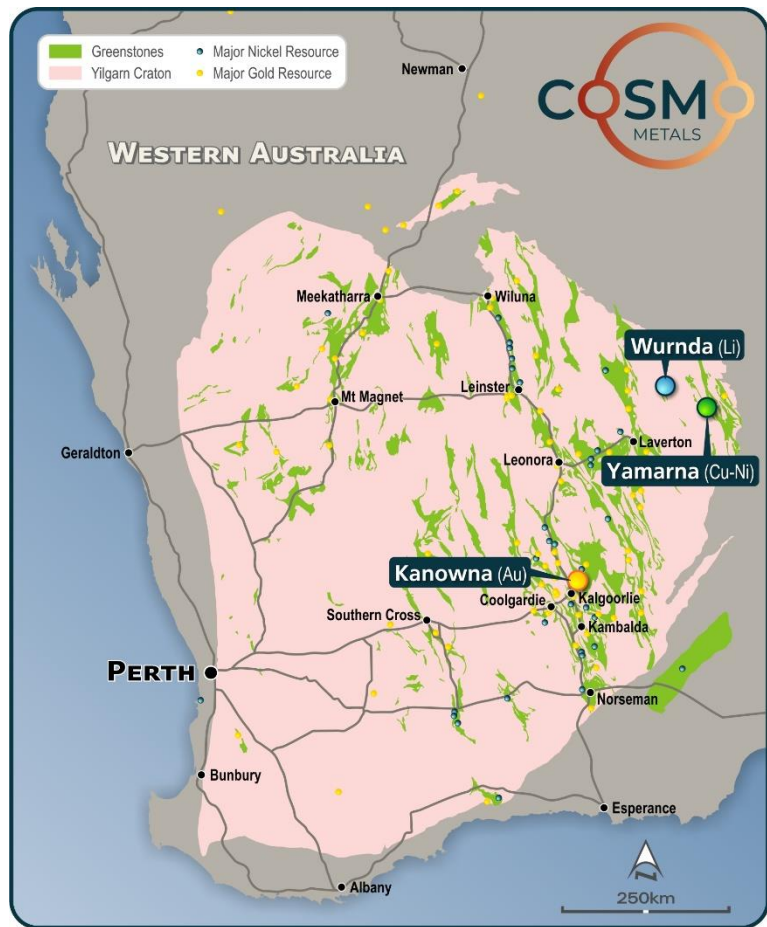 Greenstones
Major Nickel Resource
Yilgarn Craton
Major Gold Resource
Newman
COSMO
METALS
WESTERN AUSTRALIA
Meekatharra
Wiluna
Wurnda (Li)
Leinster
Mt Magnet
Laverton
Geraldton
Leonora
Yamarna (Cu-Ni)
Kanowna (Au)
Kalgoorlie
Coolgardie
Southern Cross
Kambalda
PERTH
Norseman
Bunbury
Esperance
Albany
N
250km